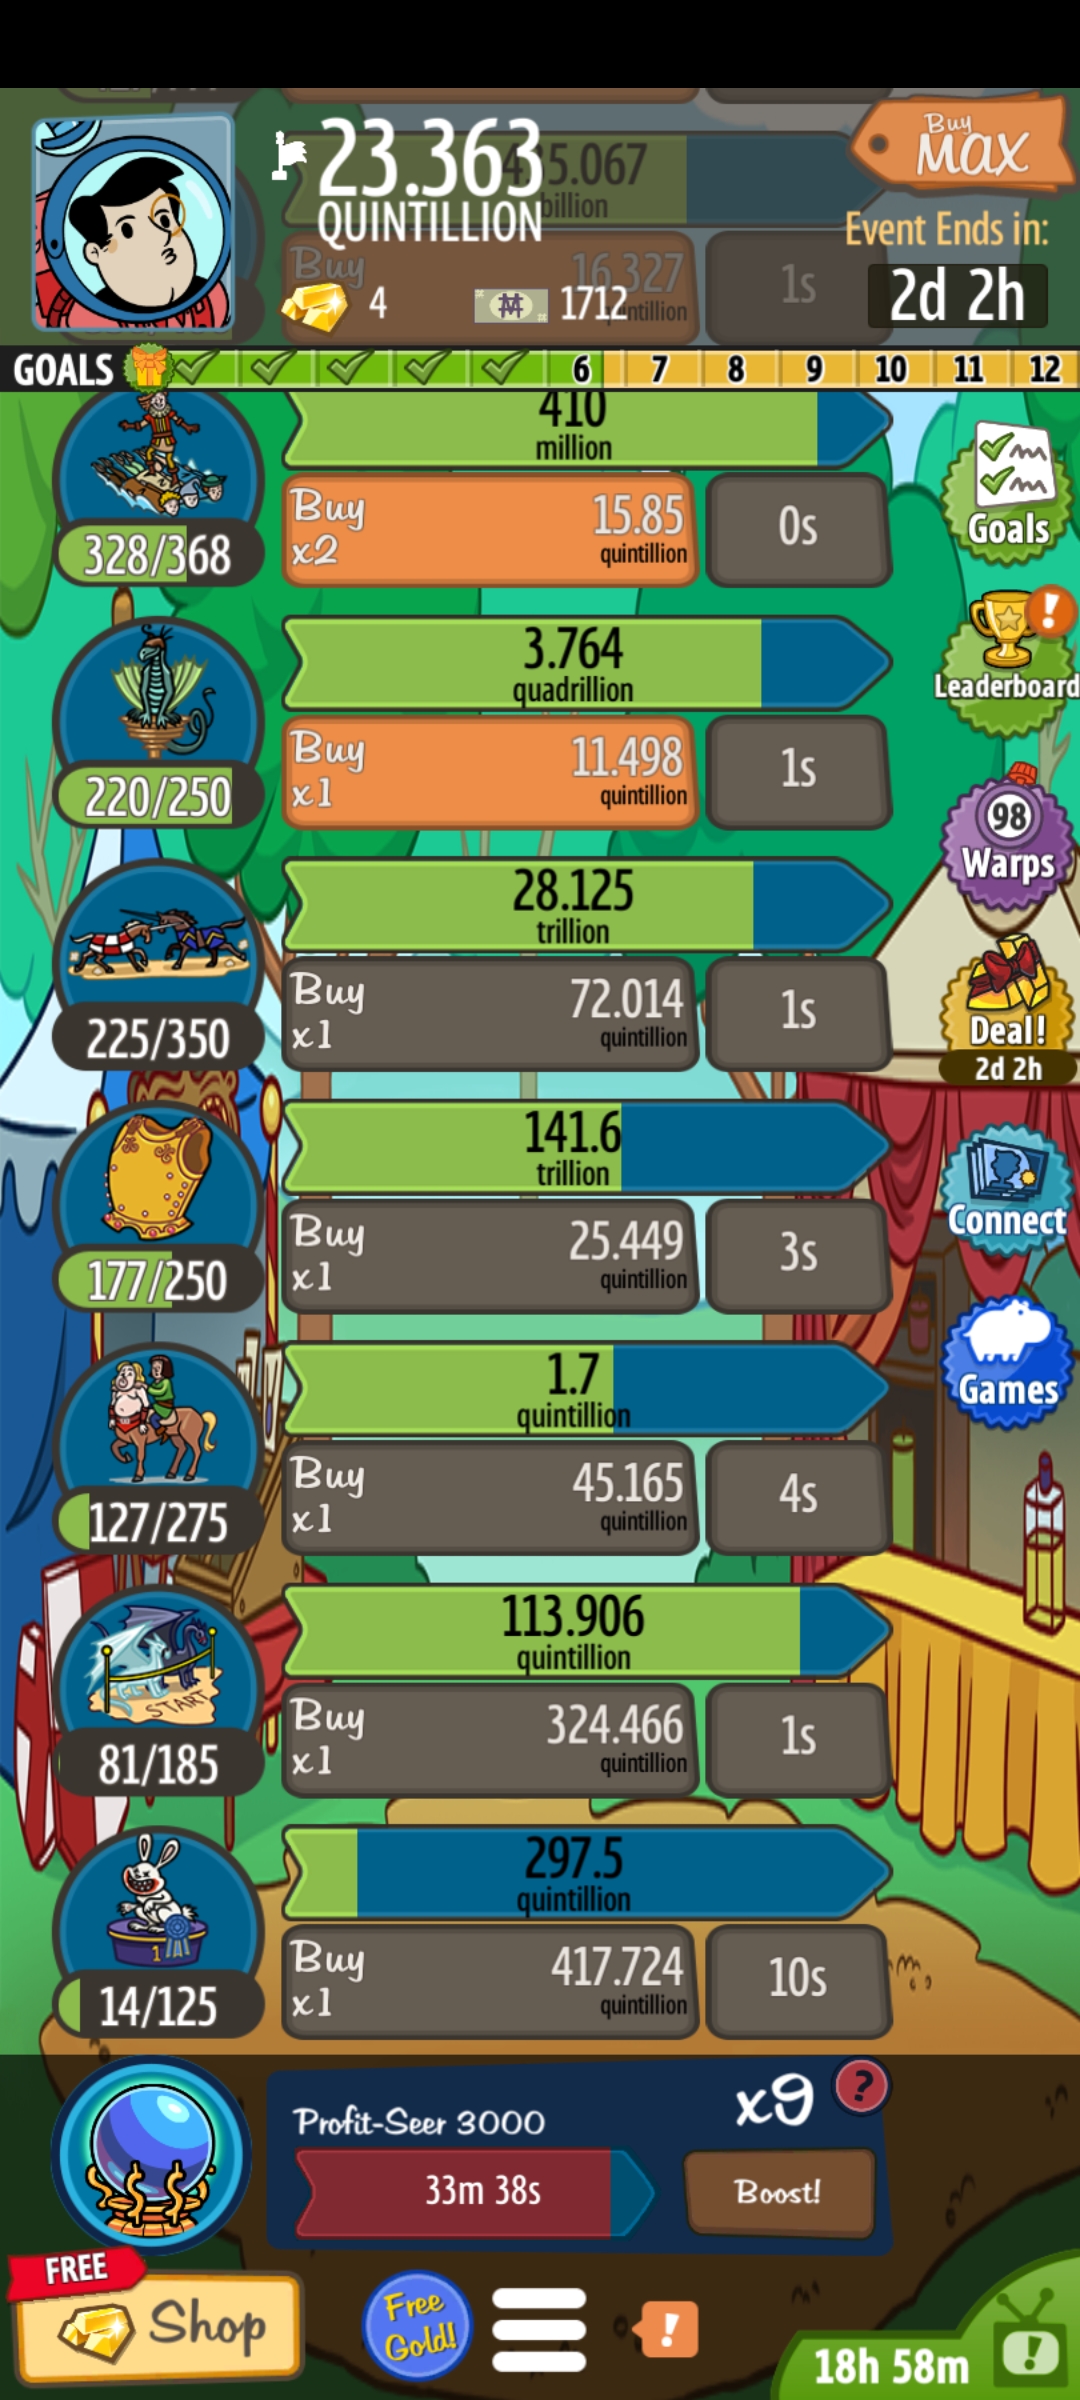 23.363
QUINTILLION
billion
Buy
16.327
1s
4
1712
Buy
MAX
Event Ends in:
2d 2h
GOALS
6 7 8 9 10 11 12
410
million
Buy
x2
15.85
quintillion
0s
328/368
Goals
3.764
quadrillion
Buy
x1
11.498
quintillion
1s
220/250
Leaderboard
28.125
trillion
Buy
x1
72.014
quintillion
1s
225/350
98
Warps
Deal!
2d 2h
141.6
trillion
Buy
x1
25.449
quintillion
3s
177/250
Connect
1.7
quintillion
Buy
x1
45.165
quintillion
4s
127/275
Games
113.906
quintillion
Buy
x1
324.466
quintillion
1s
81/185
START
297.5
quintillion
Buy
x1
417.724
quintillion
10s
14/125
1
Profit-Seer 3000
x9
?
33m 38s
Boost!
FREE
Shop
Free
Gold!
!
18h 58m
!